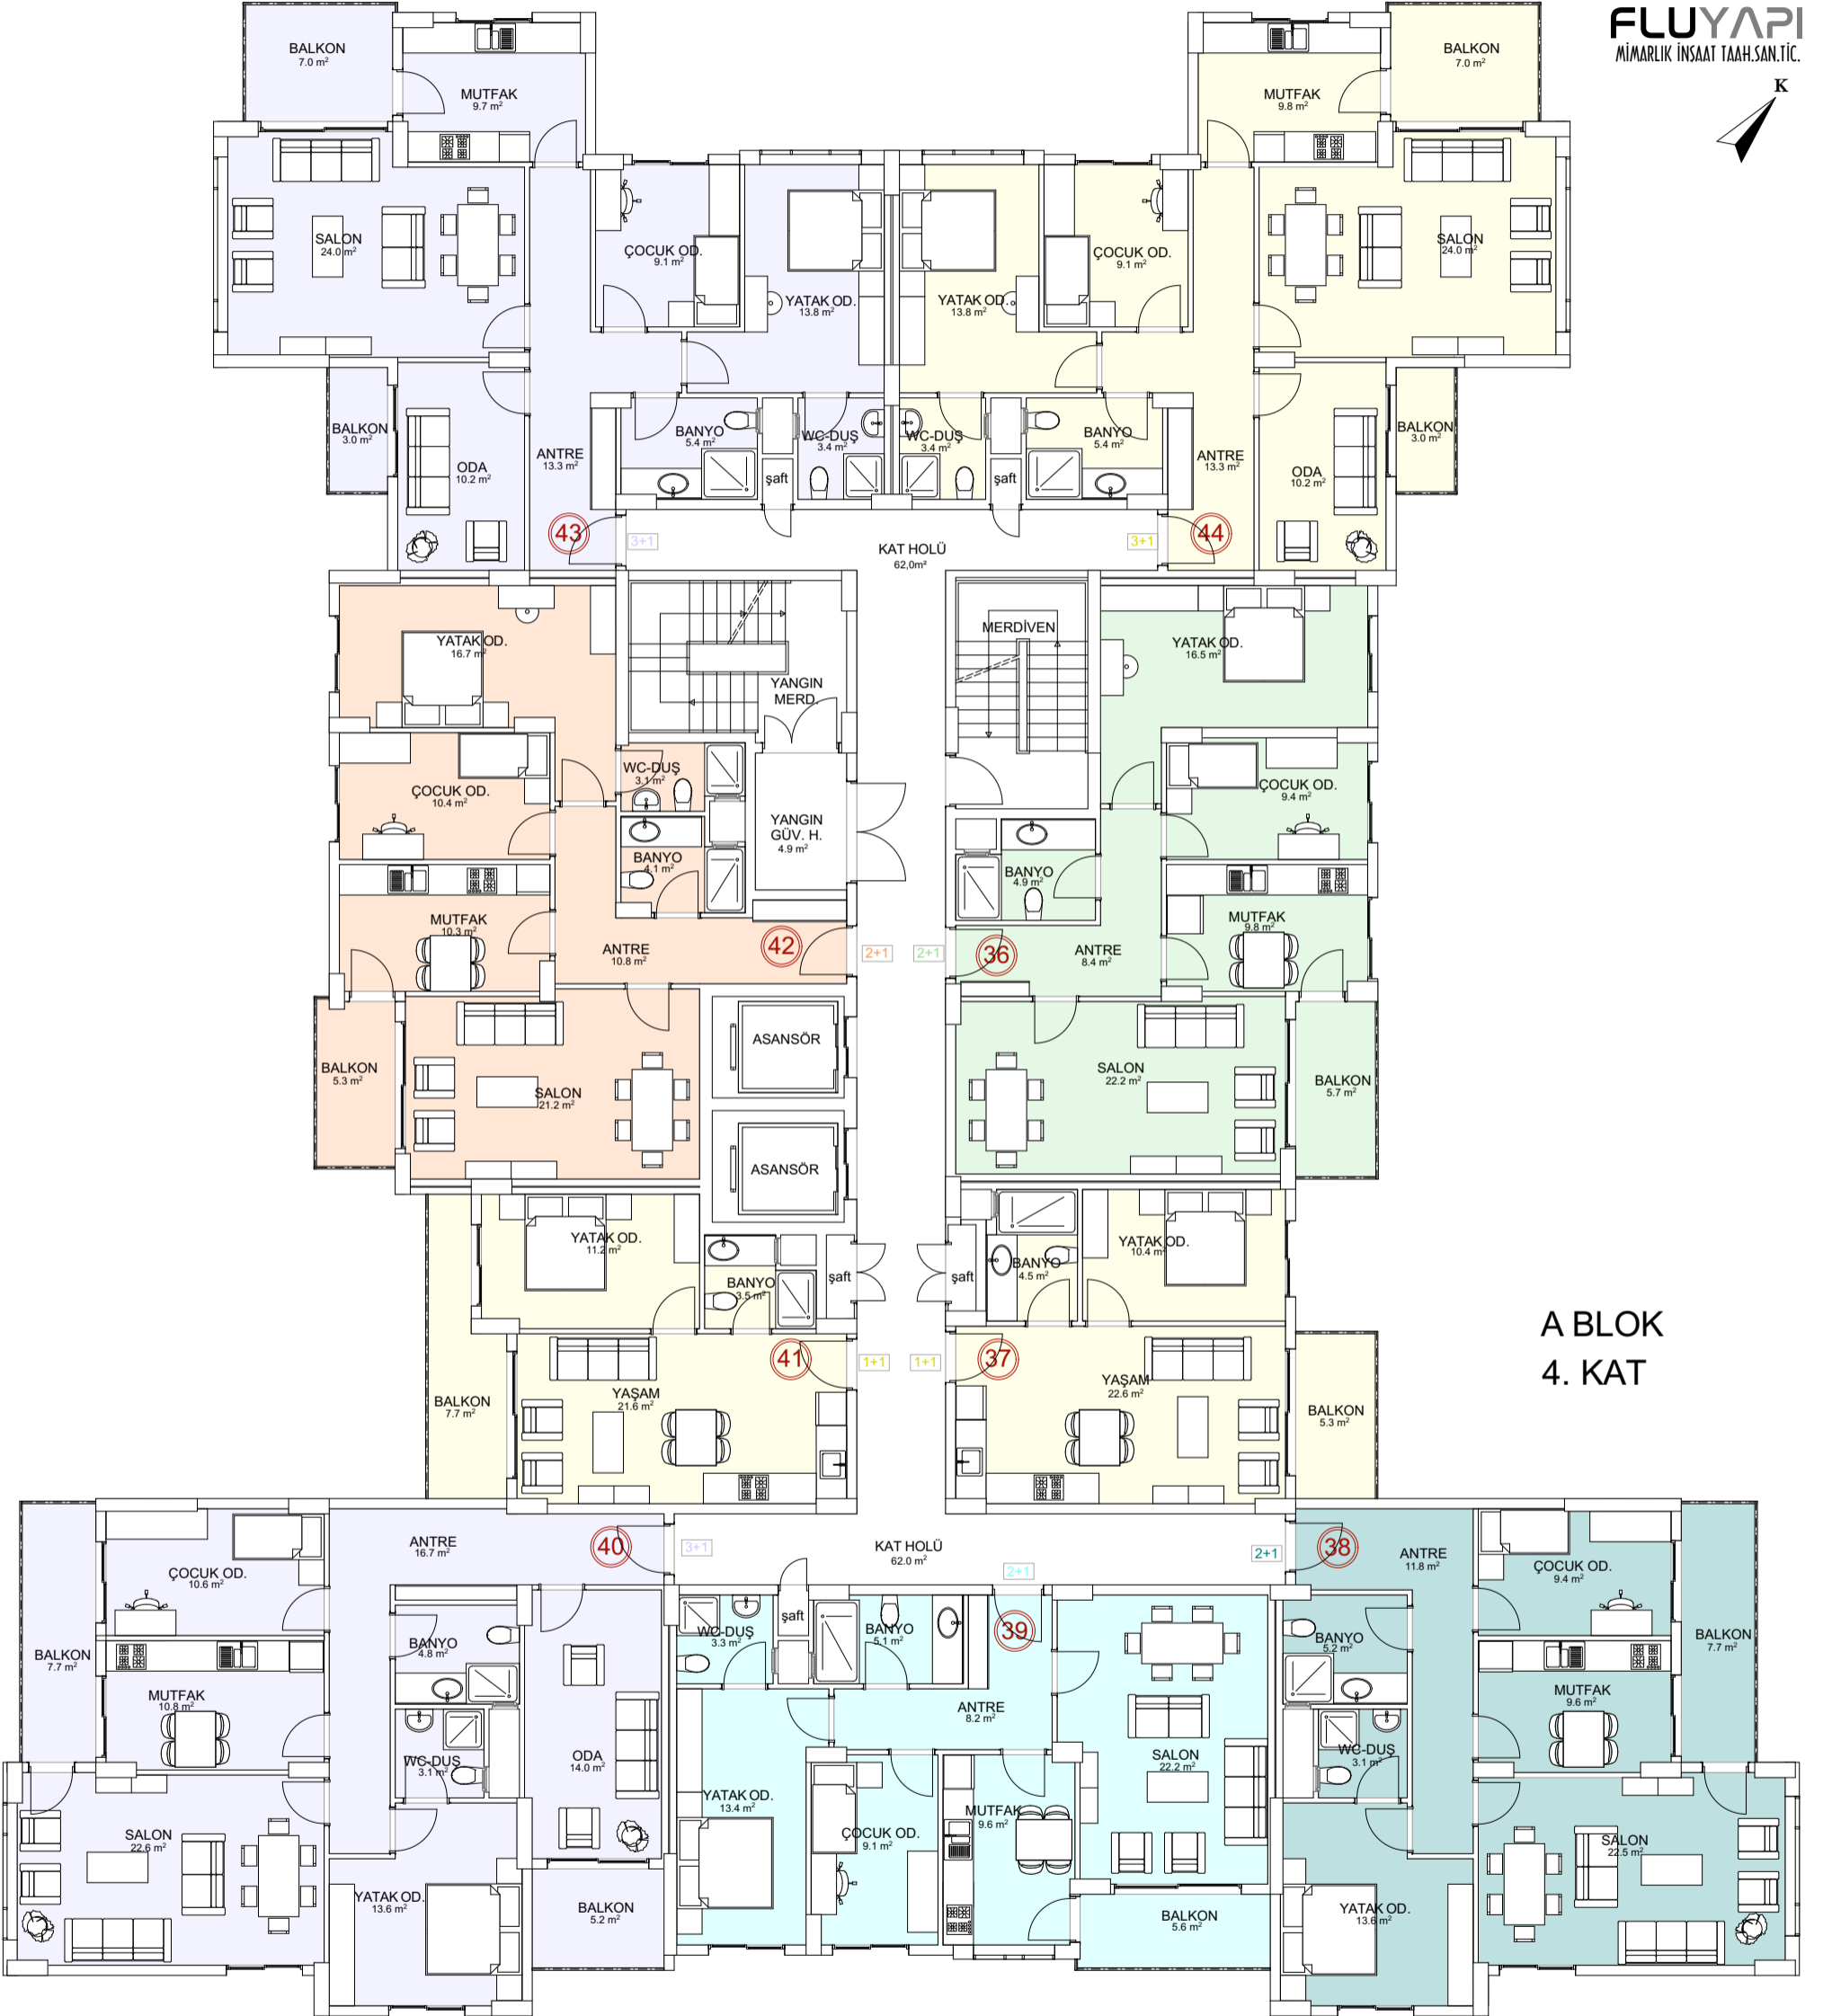 FLUYAPI
MİMARLIK İNŞAAT TAAH.SAN.TİC.
K
BALKON
7.0 m²
MUTFAK
9.7 m²
SALON
24.0 m²
ÇOCUK OD.
9.1 m²
YATAK OD.
13.8 m²
BALKON
3.0 m²
ODA
10.2 m²
ANTRE
13.3 m²
BANYO
5.4 m²
WC-DUŞ
3.4 m²
şaft
43
3+1
BALKON
7.0 m²
MUTFAK
9.8 m²
SALON
24.0 m²
ÇOCUK OD.
9.1 m²
YATAK OD.
13.8 m²
WC-DUŞ
3.4 m²
şaft
BANYO
5.4 m²
ANTRE
13.3 m²
ODA
10.2 m²
BALKON
3.0 m²
3+1
44
KAT HOLÜ
62,0m²
YATAK OD.
16.7 m²
YANGIN
MERD.
ÇOCUK OD.
10.4 m²
WC-DUŞ
3.1 m²
BANYO
4.1 m²
YANGIN
GÜV. H.
4.9 m²
MUTFAK
10.3 m²
ANTRE
10.8 m²
42
2+1
BALKON
5.3 m²
SALON
21.2 m²
ASANSÖR
ASANSÖR
MERDİVEN
YATAK OD.
16.5 m²
ÇOCUK OD.
9.4 m²
BANYO
4.9 m²
MUTFAK
9.8 m²
2+1
36
ANTRE
8.4 m²
SALON
22.2 m²
BALKON
5.7 m²
YATAK OD.
11.2 m²
BANYO
3.5 m²
şaft
41
1+1
YAŞAM
21.6 m²
BALKON
7.7 m²
şaft
BANYO
4.5 m²
YATAK OD.
10.4 m²
1+1
37
YAŞAM
22.6 m²
BALKON
5.3 m²
A BLOK
4. KAT
ANTRE
16.7 m²
40
3+1
ÇOCUK OD.
10.6 m²
BALKON
7.7 m²
BANYO
4.8 m²
MUTFAK
10.8 m²
WC-DUŞ
3.1 m²
ODA
14.0 m²
SALON
22.6 m²
YATAK OD.
13.6 m²
BALKON
5.2 m²
KAT HOLÜ
62.0 m²
2+1
WC-DUŞ
3.3 m²
şaft
BANYO
5.1 m²
39
ANTRE
8.2 m²
SALON
22.2 m²
YATAK OD.
13.4 m²
ÇOCUK OD.
9.1 m²
MUTFAK
9.6 m²
BALKON
5.6 m²
2+1
38
ANTRE
11.8 m²
ÇOCUK OD.
9.4 m²
BALKON
7.7 m²
BANYO
5.2 m²
MUTFAK
9.6 m²
WC-DUŞ
3.1 m²
SALON
22.5 m²
YATAK OD.
13.6 m²